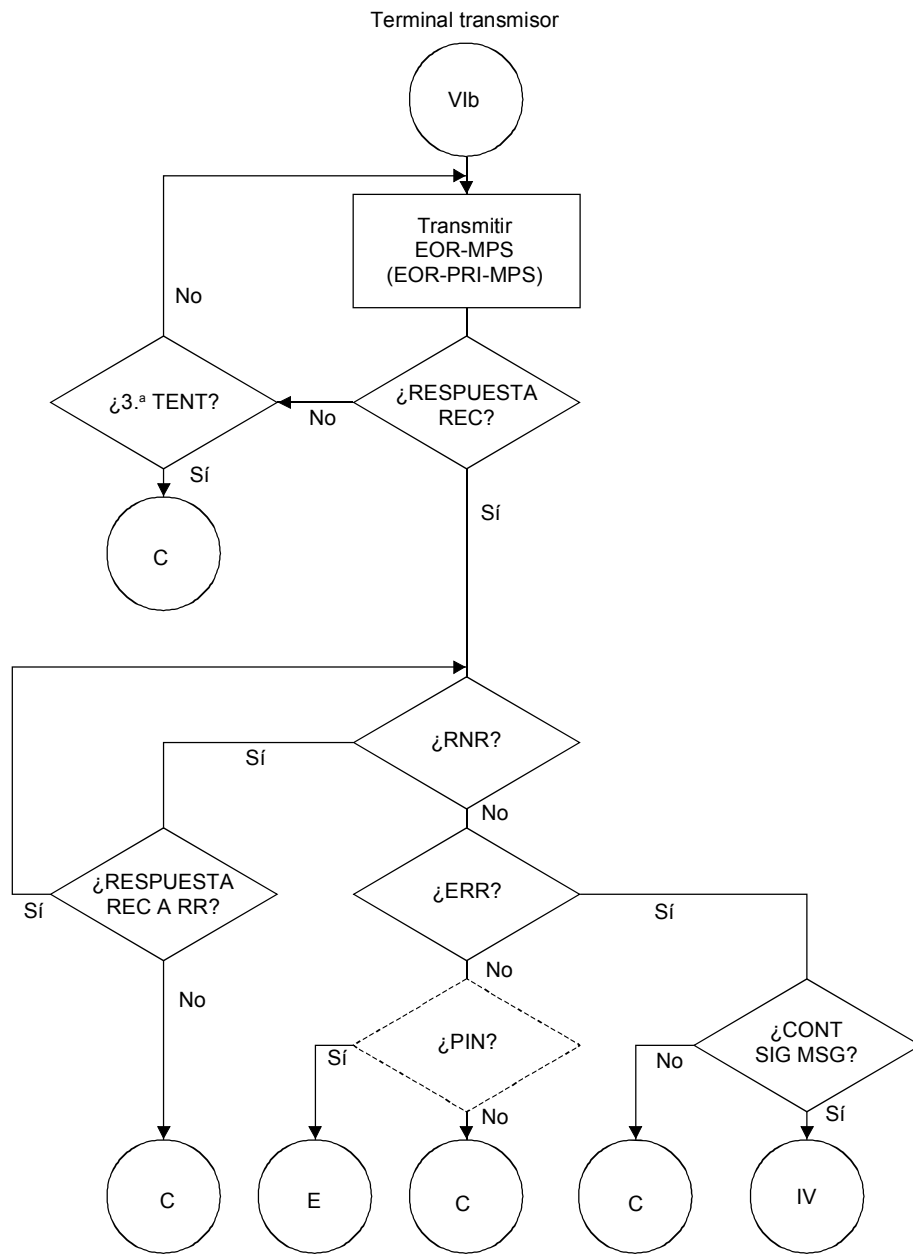 Terminal transmisor
VIb
Transmitir
EOR-MPS
(EOR-PRI-MPS)
No
¿3.ª TENT?
No
¿RESPUESTA
REC?
Sí
Sí
C
¿RNR?
Sí
No
¿RESPUESTA
REC A RR?
Sí
¿ERR?
Sí
No
No
¿PIN?
Sí
¿CONT
SIG MSG?
No
No
Sí
C
E
C
C
IV